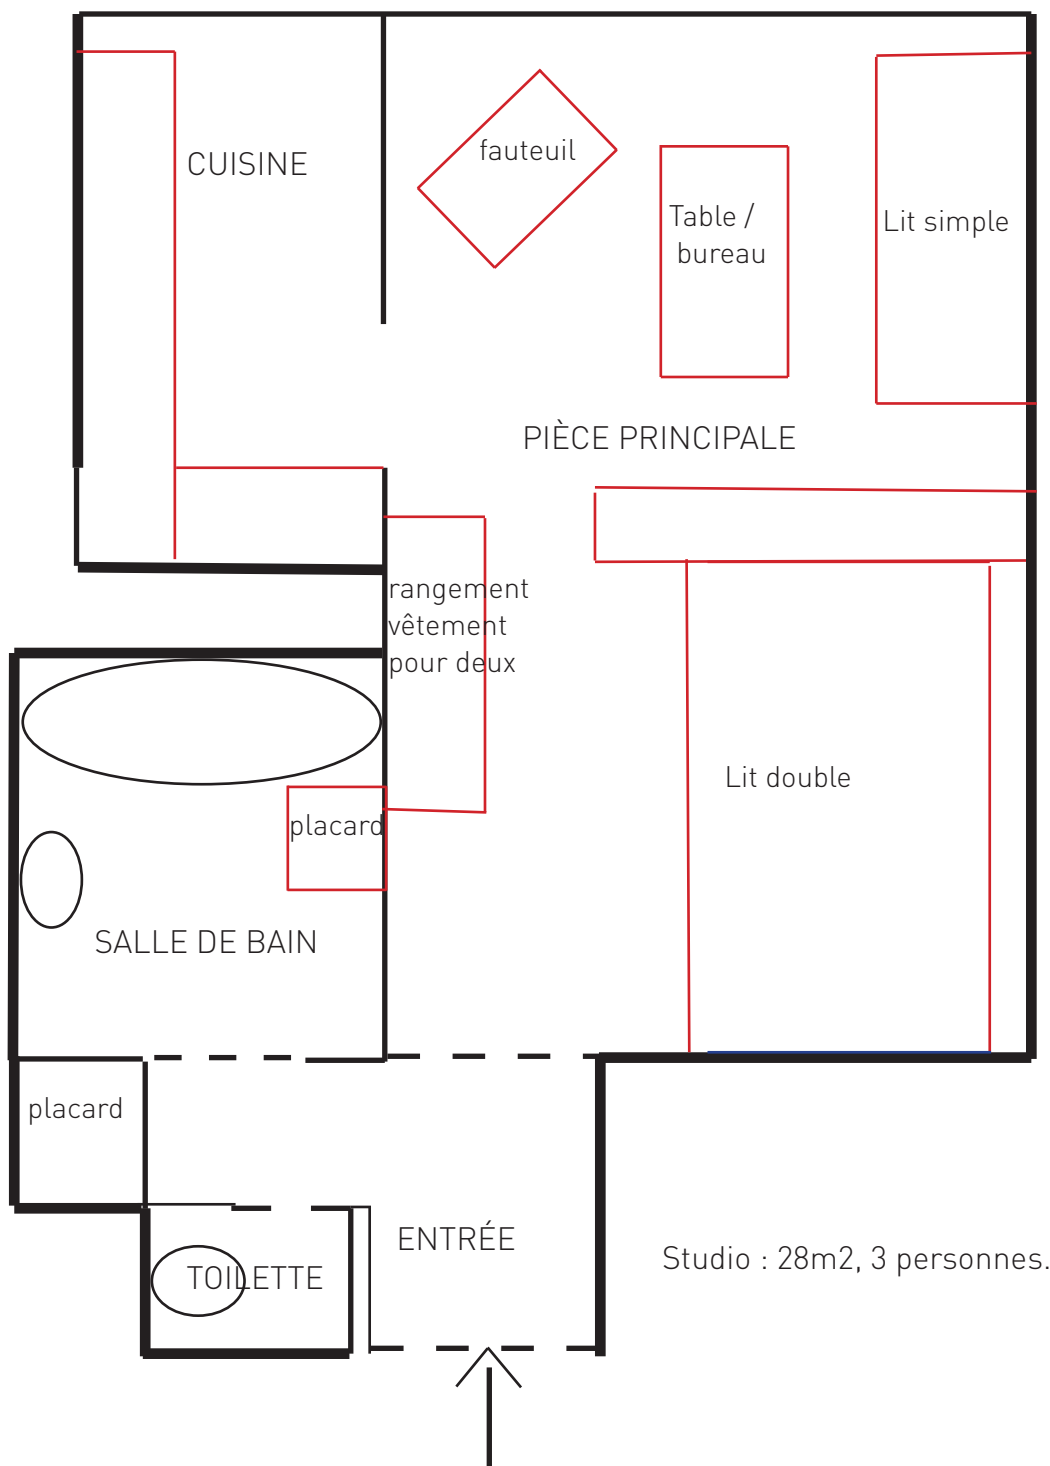 CUISINE
fauteuil
Table /
bureau
Lit simple
PIÈCE PRINCIPALE
rangement
vêtement
pour deux
Lit double
placard
SALLE DE BAIN
placard
ENTRÉE
TOILETTE
Studio : 28m2, 3 personnes.